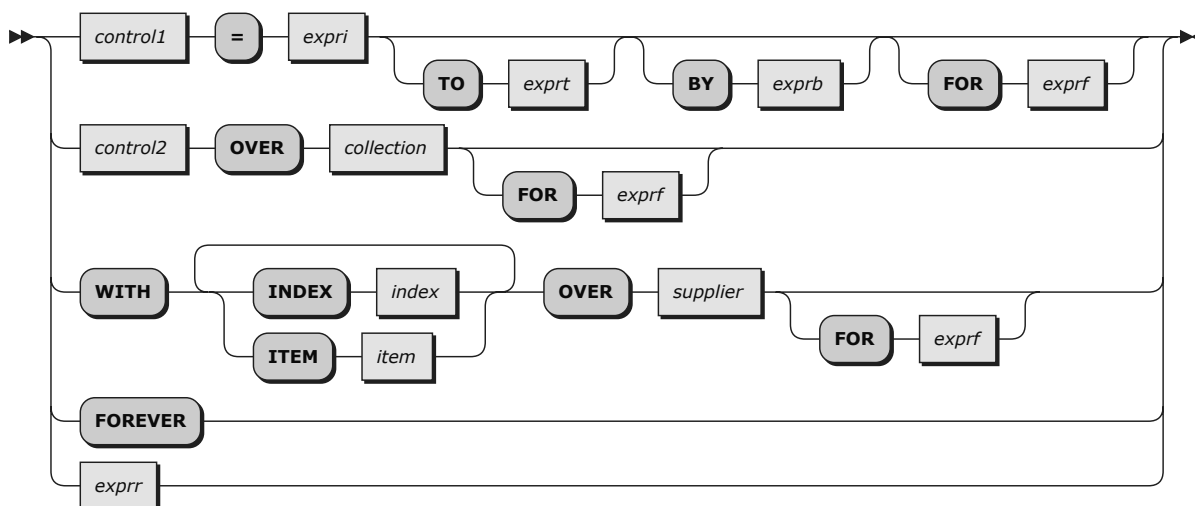 control1 = expri
TO exprt BY exprb FOR exprf
control2 OVER collection
FOR exprf
WITH INDEX index OVER supplier
ITEM item FOR exprf
FOREVER
exprr